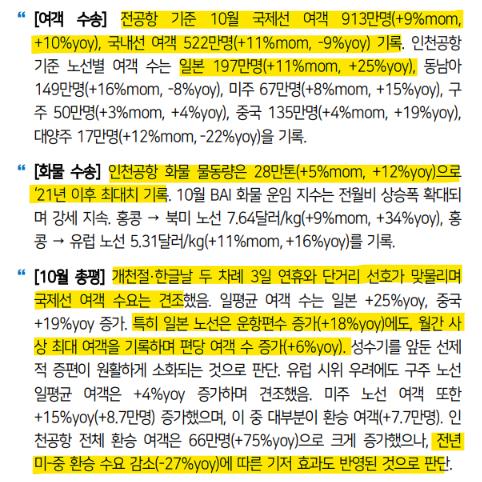 “ [여객 수송] 전공항 기준 10월 국제선 여객 913만명(+9%mom,
+10%yoy), 국내선 여객 522만명(+11%mom, -9%yoy) 기록. 인천공항
기준 노선별 여객 수는 일본 197만명(+11%mom, +25%yoy), 동남아
149만명(+16%mom, -8%yoy), 미주 67만명(+8%mom, +15%yoy), 구
주 50만명(+3%mom, +4%yoy), 중국 135만명(+4%mom, +19%yoy),
대양주 17만명(+12%mom, -22%yoy)을 기록.
“ [화물 수송] 인천공항 화물 물동량은 28만톤(+5%mom, +12%yoy)으로
‘21년 이후 최대치 기록. 10월 BAI 화물 운임 지수는 전월비 상승폭 확대되
며 강세 지속. 홍콩 → 북미 노선 7.64달러/kg(+9%mom, +34%yoy), 홍
콩 → 유럽 노선 5.31달러/kg(+11%mom, +16%yoy)를 기록.
“ [10월 총평] 개천절·한글날 두 차례 3일 연휴와 단거리 선호가 맞물리며
국제선 여객 수요는 견조했음. 일평균 여객 수는 일본 +25%yoy, 중국
+19%yoy 증가. 특히 일본 노선은 운항편수 증가(+18%yoy)에도, 월간 사
상 최대 여객을 기록하며 편당 여객 수 증가(+6%yoy). 성수기를 앞둔 선제
적 증편이 원활하게 소화되는 것으로 판단. 유럽 시위 우려에도 구주 노선
일평균 여객은 +4%yoy 증가하며 견조했음. 미주 노선 여객 또한
+15%yoy(+8.7만명) 증가했으며, 이 중 대부분이 환승 여객(+7.7만명). 인
천공항 전체 환승 여객은 66만명(+75%yoy)으로 크게 증가했으나, 전년
미-중 환승 수요 감소(-27%yoy)에 따른 기저 효과도 반영된 것으로 판단.